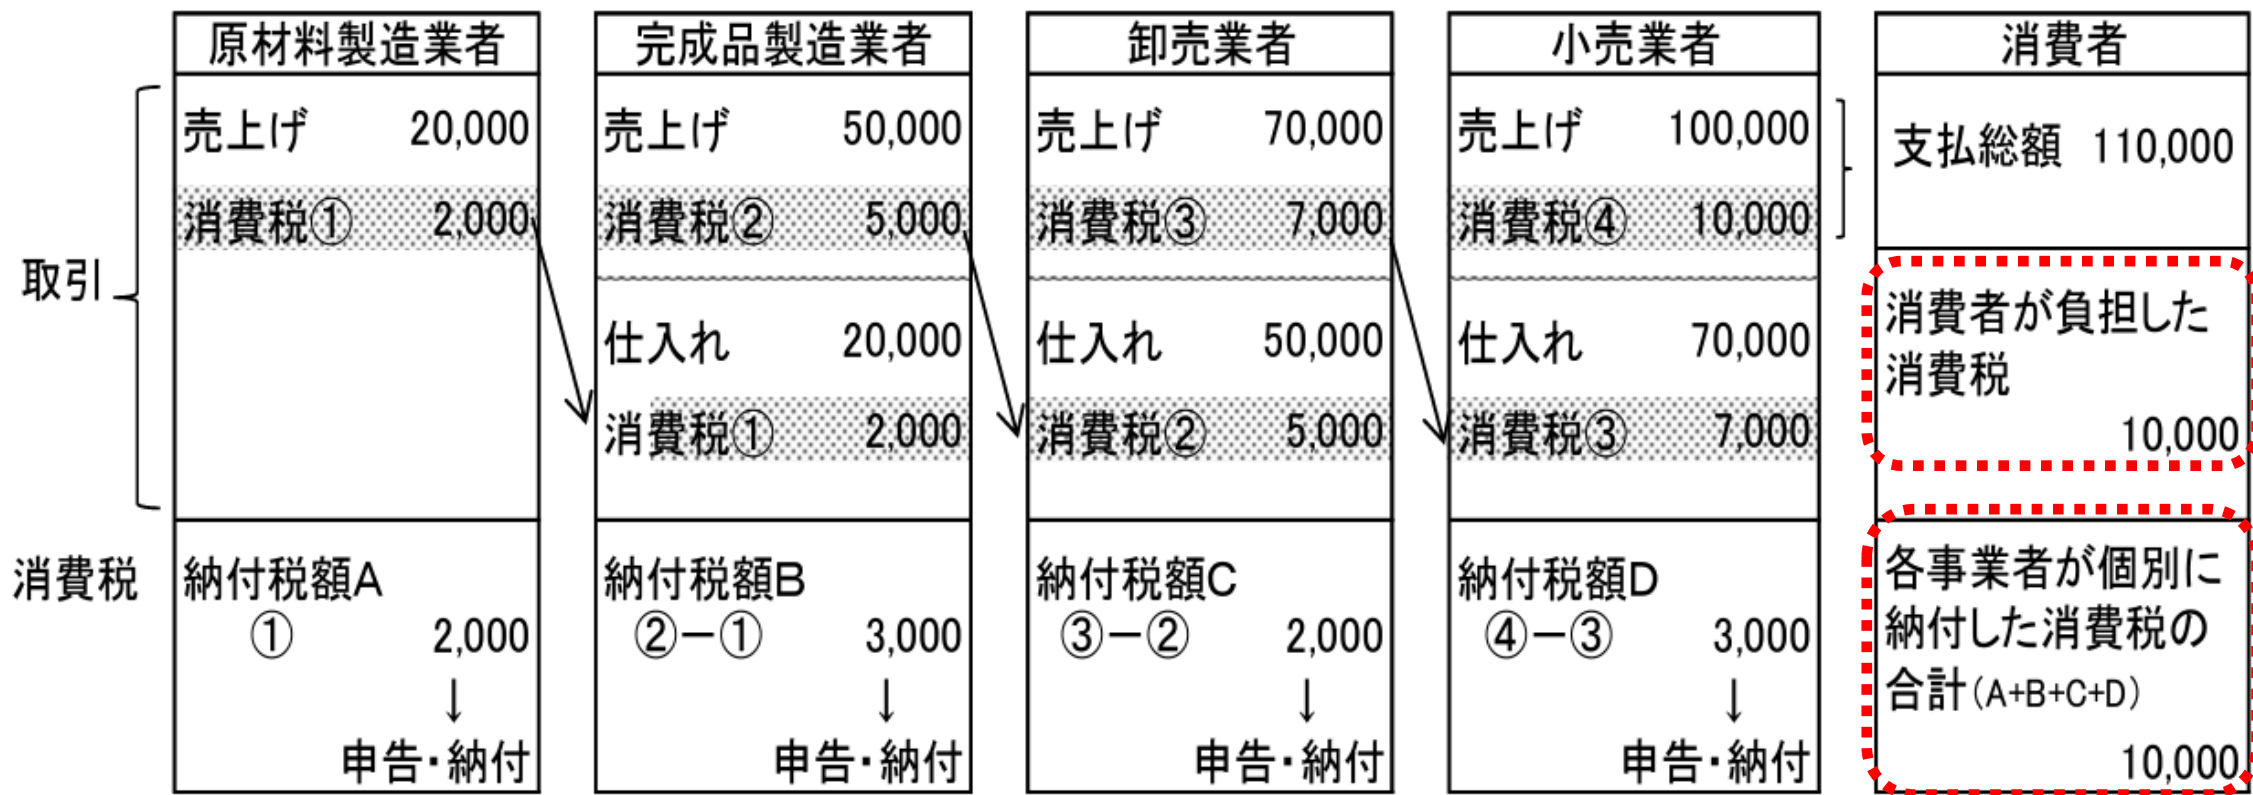 取引
消費税
原材料製造業者
売上げ 20,000
消費税① 2,000
納付税額A
① 2,000
↓
申告・納付
完成品製造業者
売上げ 50,000
消費税② 5,000
仕入れ 20,000
消費税① 2,000
納付税額B
②－① 3,000
↓
申告・納付
卸売業者
売上げ 70,000
消費税③ 7,000
仕入れ 50,000
消費税② 5,000
納付税額C
③－② 2,000
↓
申告・納付
小売業者
売上げ 100,000
消費税④ 10,000
仕入れ 70,000
消費税③ 7,000
納付税額D
④－③ 3,000
↓
申告・納付
消費者
支払総額 110,000
消費者が負担した
消費税
10,000
各事業者が個別に
納付した消費税の
合計(A+B+C+D)
10,000